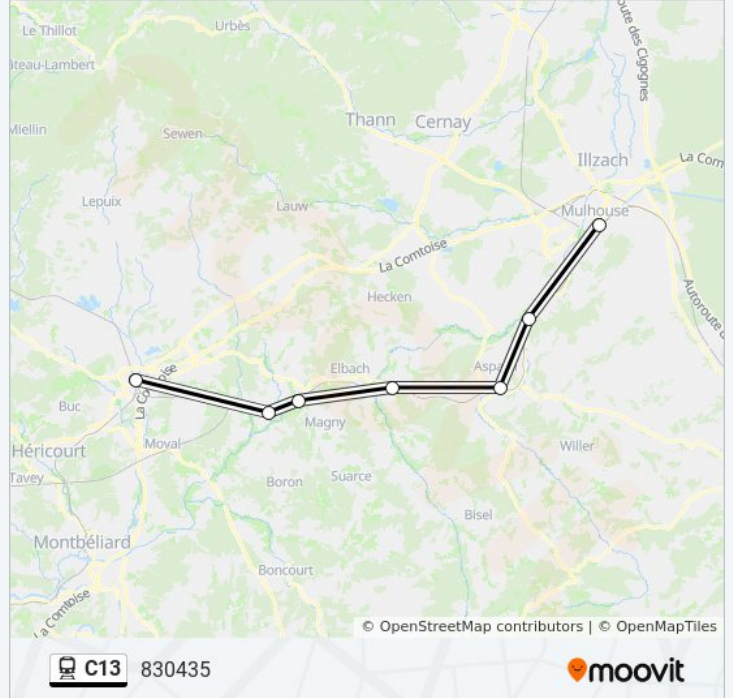 Le Thillot
Urbès
âteau-Lambert
oute des Cigognes
Miellin
Thann
Cernay
Sewen
Illzach
La Com
Lepuix
Lauw
Mulhouse
La Comtoise
Hecken
Autoroute d
Elbach
Aspa
La Comtoise
Buc
Magny
Moval
Héricourt
Willer
Tavey
Boron
Suarce
Bisel
Montbéliard
Boncourt
La Comtoise
© OpenStreetMap contributors | © OpenMapTiles
C13 830435
moovit